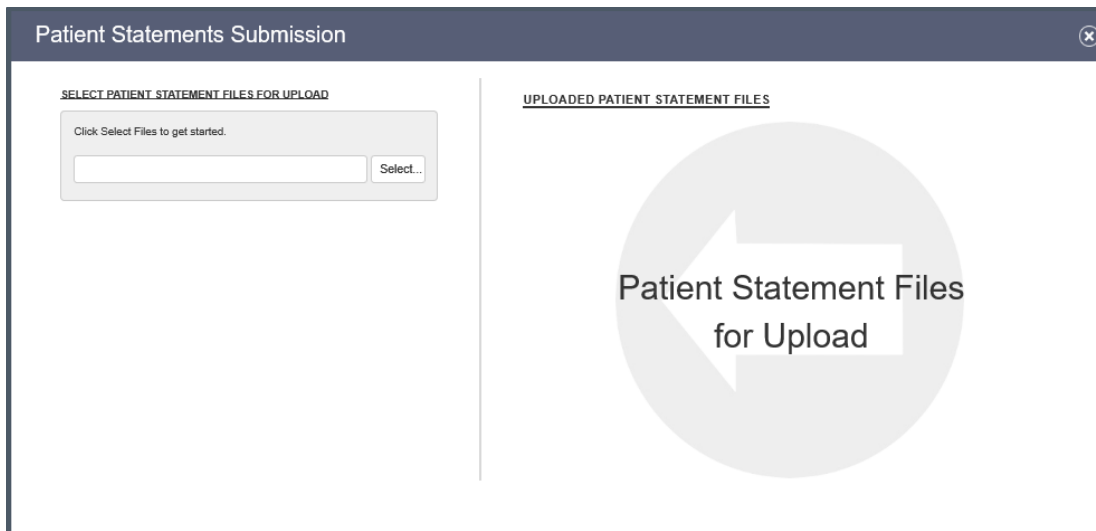 Patient Statements Submission
SELECT PATIENT STATEMENT FILES FOR UPLOAD
Click Select Files to get started.
Select...
UPLOADED PATIENT STATEMENT FILES
Patient Statement Files
for Upload